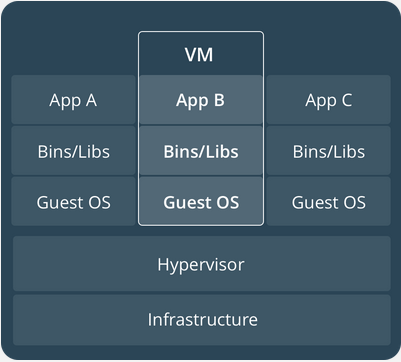 VM
App A
App B
App C
Bins/Libs
Bins/Libs
Bins/Libs
Guest OS
Guest OS
Guest OS
Hypervisor
Infrastructure